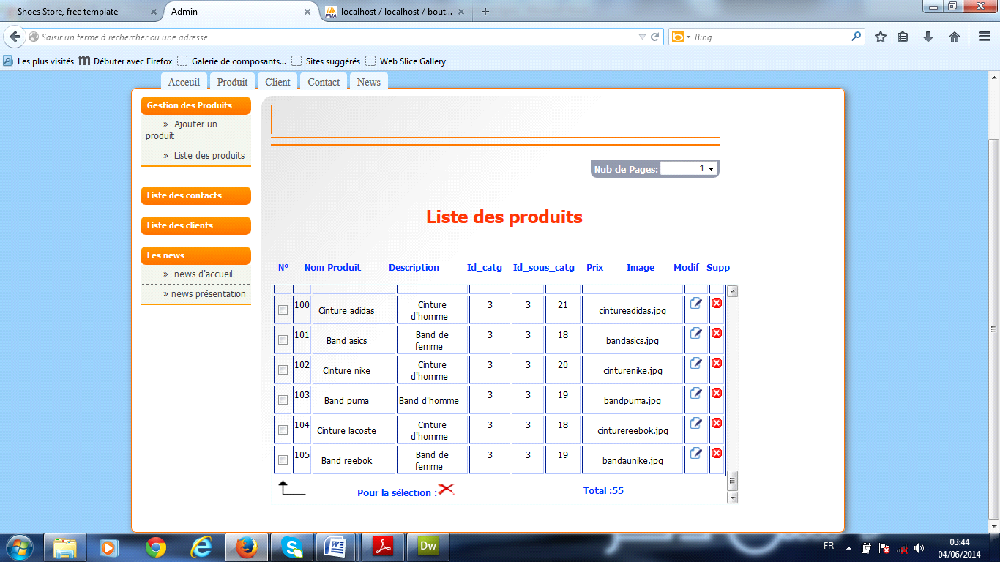 Shoes Store, free template
Admin
localhost / localhost / bout...
Saisir un terme à rechercher ou une adresse
Bing
Les plus visités
Débuter avec Firefox
Galerie de composants...
Sites suggérés
Web Slice Gallery
Acceuil
Produit
Client
Contact
News
Gestion des Produits
» Ajouter un
produit
» Liste des produits
Liste des contacts
Liste des clients
Les news
» news d'accueil
» news présentation
Nub de Pages: 1
Liste des produits
N° Nom Produit Description Id_catg Id_sous_catg Prix Image Modif Supp
100 Cinture adidas Cinture d'homme 3 3 21 cintureadidas.jpg
101 Band asics Band de femme 3 3 18 bandasics.jpg
102 Cinture nike Cinture d'homme 3 3 20 cinturenike.jpg
103 Band puma Band d'homme 3 3 19 bandpuma.jpg
104 Cinture lacoste Cinture d'homme 3 3 18 cinturereebok.jpg
105 Band reebok Band de femme 3 3 19 bandaunike.jpg
Pour la sélection :
Total :55
Dw
FR
03:44
04/06/2014